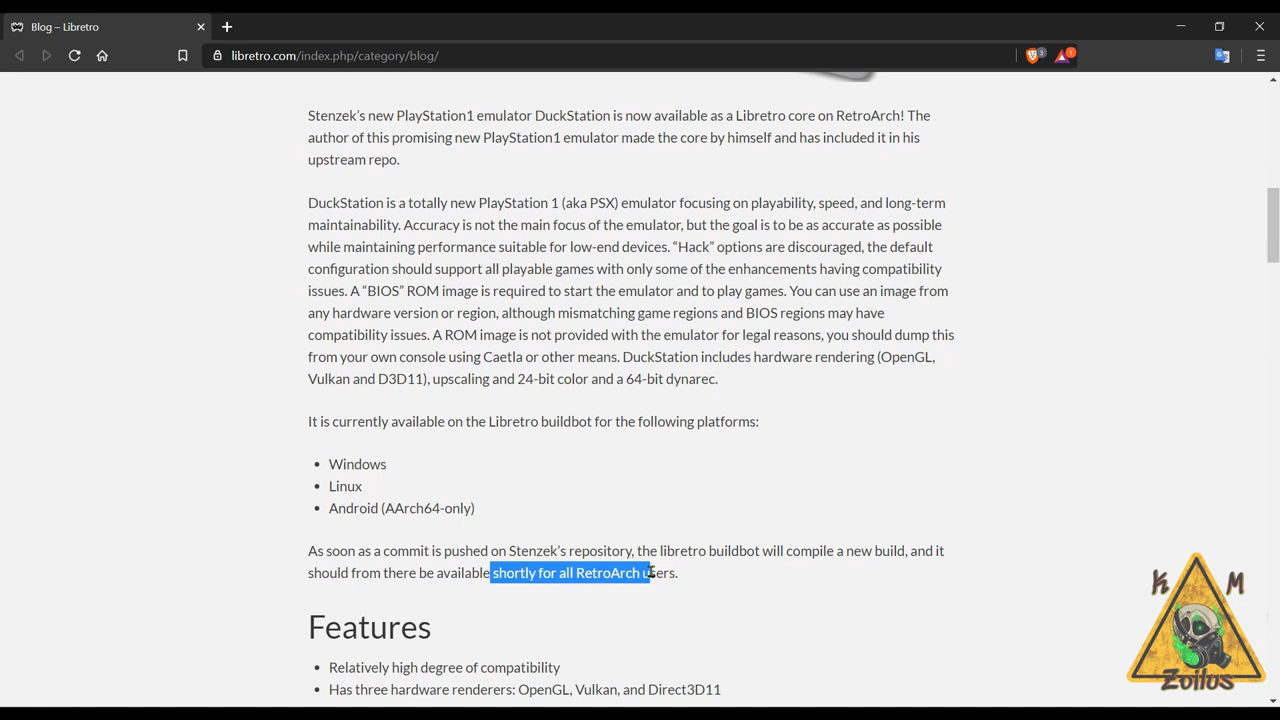 Blog – Libretro
libretro.com/index.php/category/blog/
3
1
Stenzek's new PlayStation1 emulator DuckStation is now available as a Libretro core on RetroArch! The
author of this promising new PlayStation1 emulator made the core by himself and has included it in his
upstream repo.
DuckStation is a totally new PlayStation 1 (aka PSX) emulator focusing on playability, speed, and long-term
maintainability. Accuracy is not the main focus of the emulator, but the goal is to be as accurate as possible
while maintaining performance suitable for low-end devices. “Hack” options are discouraged, the default
configuration should support all playable games with only some of the enhancements having compatibility
issues. A “BIOS” ROM image is required to start the emulator and to play games. You can use an image from
any hardware version or region, although mismatching game regions and BIOS regions may have
compatibility issues. A ROM image is not provided with the emulator for legal reasons, you should dump this
from your own console using Caetla or other means. DuckStation includes hardware rendering (OpenGL,
Vulkan and D3D11), upscaling and 24-bit color and a 64-bit dynarec.
It is currently available on the Libretro buildbot for the following platforms:
• Windows
• Linux
• Android (AArch64-only)
As soon as a commit is pushed on Stenzek's repository, the libretro buildbot will compile a new build, and it
should from there be available shortly for all RetroArch users.
Features
• Relatively high degree of compatibility
• Has three hardware renderers: OpenGL, Vulkan, and Direct3D11
K M
Zoilus